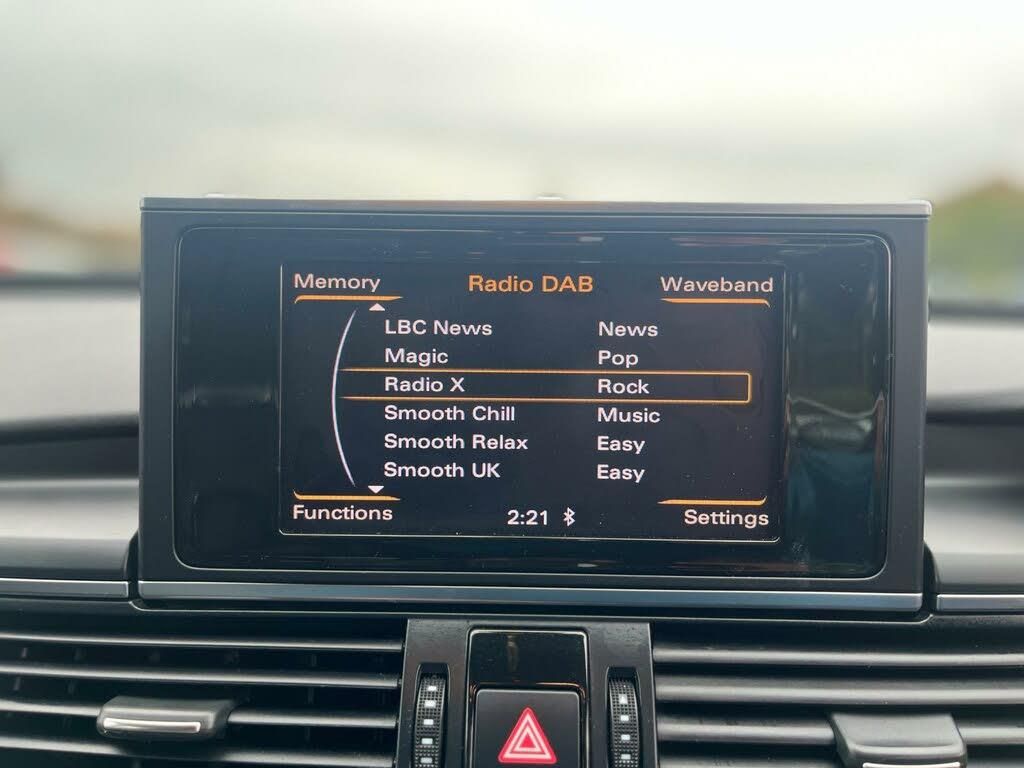 Memory Radio DAB Waveband
LBC News News
Magic Pop
Radio X Rock
Smooth Chill Music
Smooth Relax Easy
Smooth UK Easy
Functions 2:21 Settings